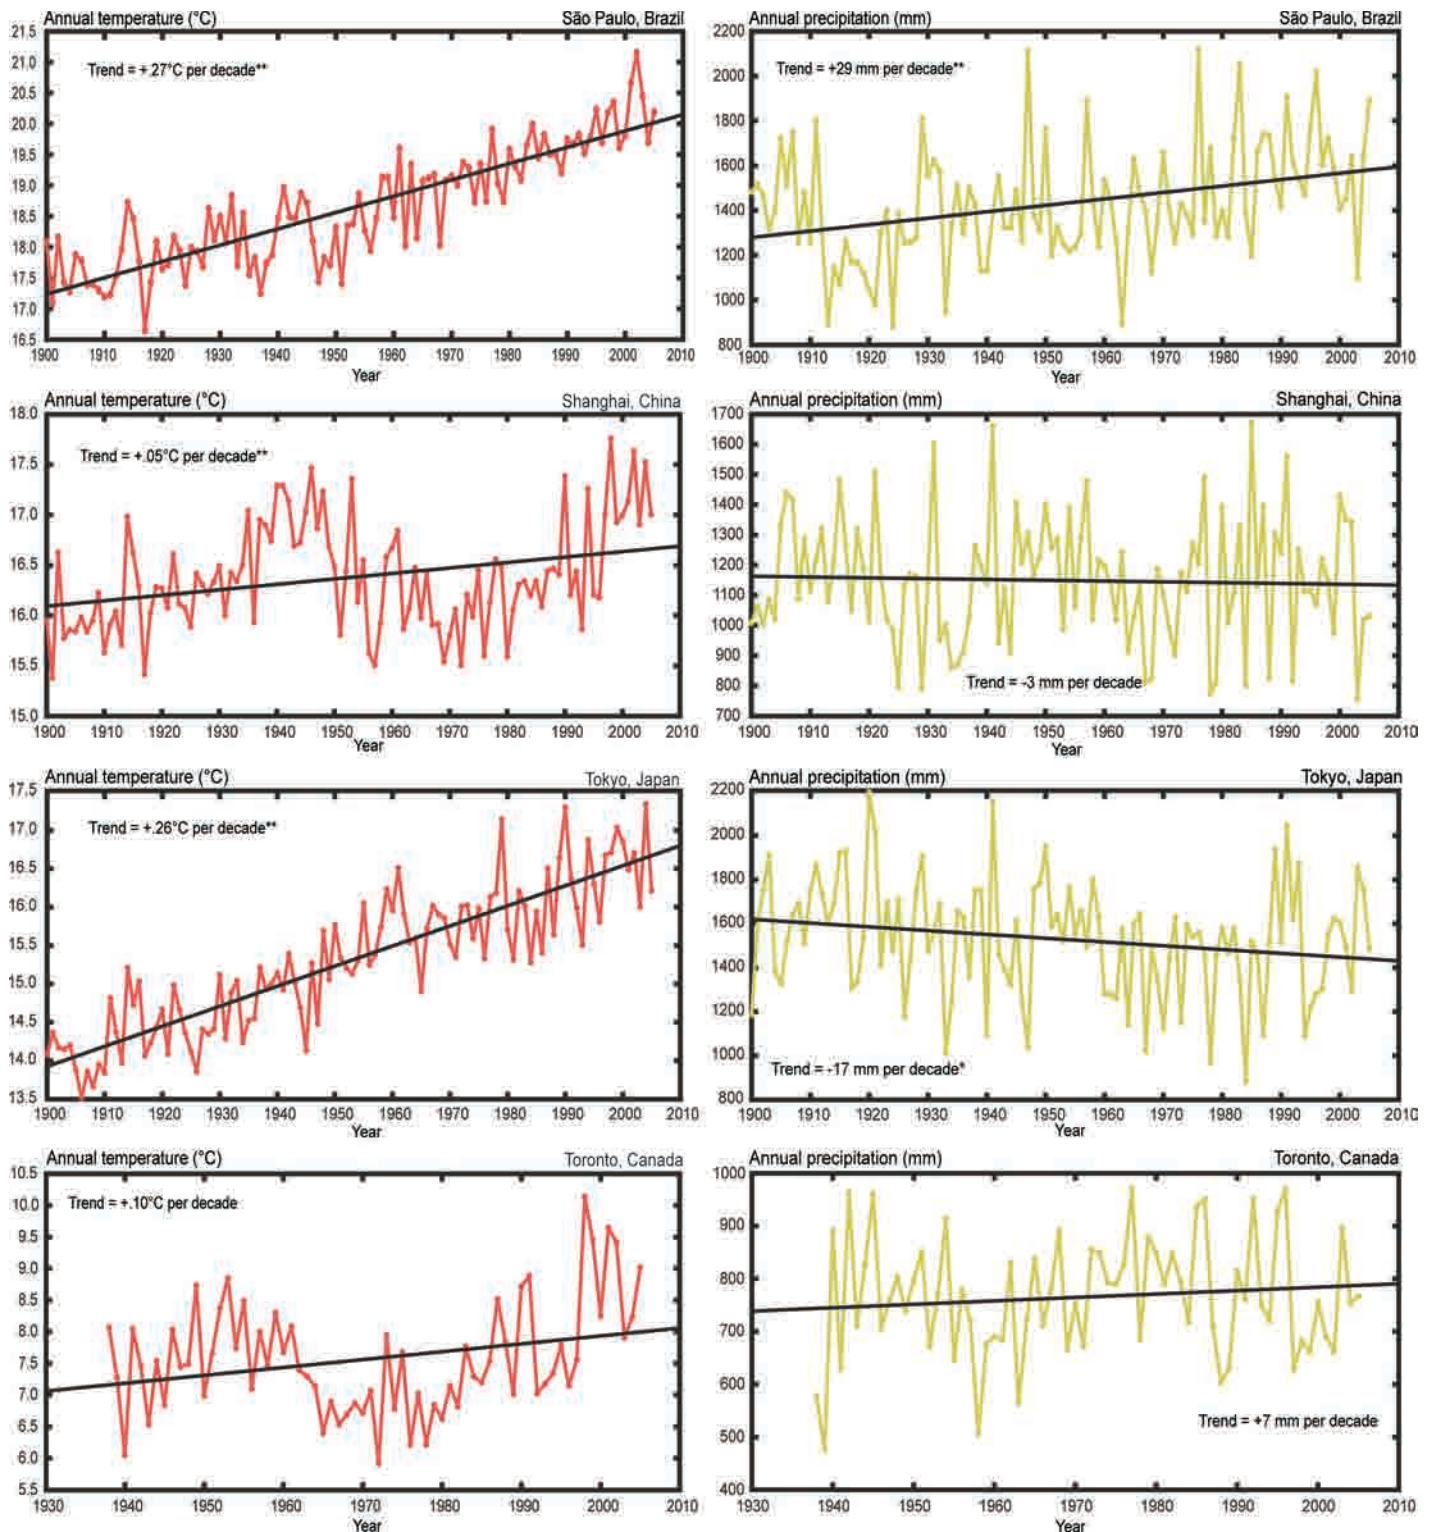 Annual temperature (°C) São Paulo, Brazil
21.5
21.0
20.5
20.0
19.5
19.0
18.5
18.0
17.5
17.0
16.5
Trend = +.27°C per decade**
1900 1910 1920 1930 1940 1950 1960 1970 1980 1990 2000 2010
Year
Annual precipitation (mm) São Paulo, Brazil
2200
2000
1800
1600
1400
1200
1000
800
Trend = +29 mm per decade**
1900 1910 1920 1930 1940 1950 1960 1970 1980 1990 2000 2010
Year
Annual temperature (°C) Shanghai, China
18.0
17.5
17.0
16.5
16.0
15.5
15.0
Trend = +.05°C per decade**
1900 1910 1920 1930 1940 1950 1960 1970 1980 1990 2000 2010
Year
Annual precipitation (mm) Shanghai, China
1700
1600
1500
1400
1300
1200
1100
1000
900
800
700
Trend = -3 mm per decade
1900 1910 1920 1930 1940 1950 1960 1970 1980 1990 2000 2010
Year
Annual temperature (°C) Tokyo, Japan
17.5
17.0
16.5
16.0
15.5
15.0
14.5
14.0
13.5
Trend = +.26°C per decade**
1900 1910 1920 1930 1940 1950 1960 1970 1980 1990 2000 2010
Year
Annual precipitation (mm) Tokyo, Japan
2200
2000
1800
1600
1400
1200
1000
800
Trend = -17 mm per decade*
1900 1910 1920 1930 1940 1950 1960 1970 1980 1990 2000 2010
Year
Annual temperature (°C) Toronto, Canada
10.5
10.0
9.5
9.0
8.5
8.0
7.5
7.0
6.5
6.0
5.5
Trend = +.10°C per decade
1930 1940 1950 1960 1970 1980 1990 2000 2010
Year
Annual precipitation (mm) Toronto, Canada
1000
900
800
700
600
500
400
Trend = +7 mm per decade
1930 1940 1950 1960 1970 1980 1990 2000 2010
Year